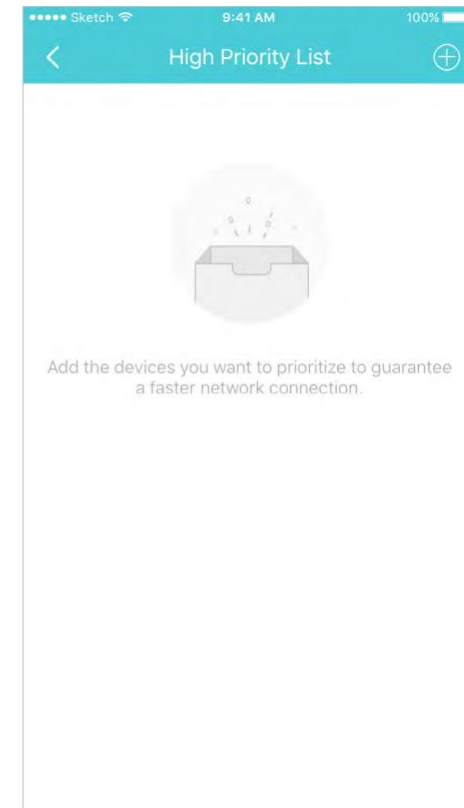 Sketch 9:41 AM 100%
High Priority List
Add the devices you want to prioritize to guarantee
a faster network connection.